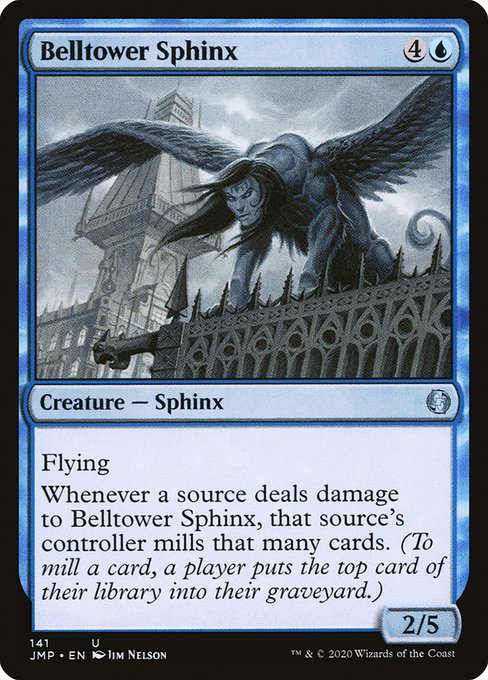 Belltower Sphinx 4
Creature — Sphinx
Flying
Whenever a source deals damage
to Belltower Sphinx, that source's
controller mills that many cards. (To
mill a card, a player puts the top card of
their library into their graveyard.)
2/5
141 U
JMP • EN Jim Nelson
™ & © 2020 Wizards of the Coast